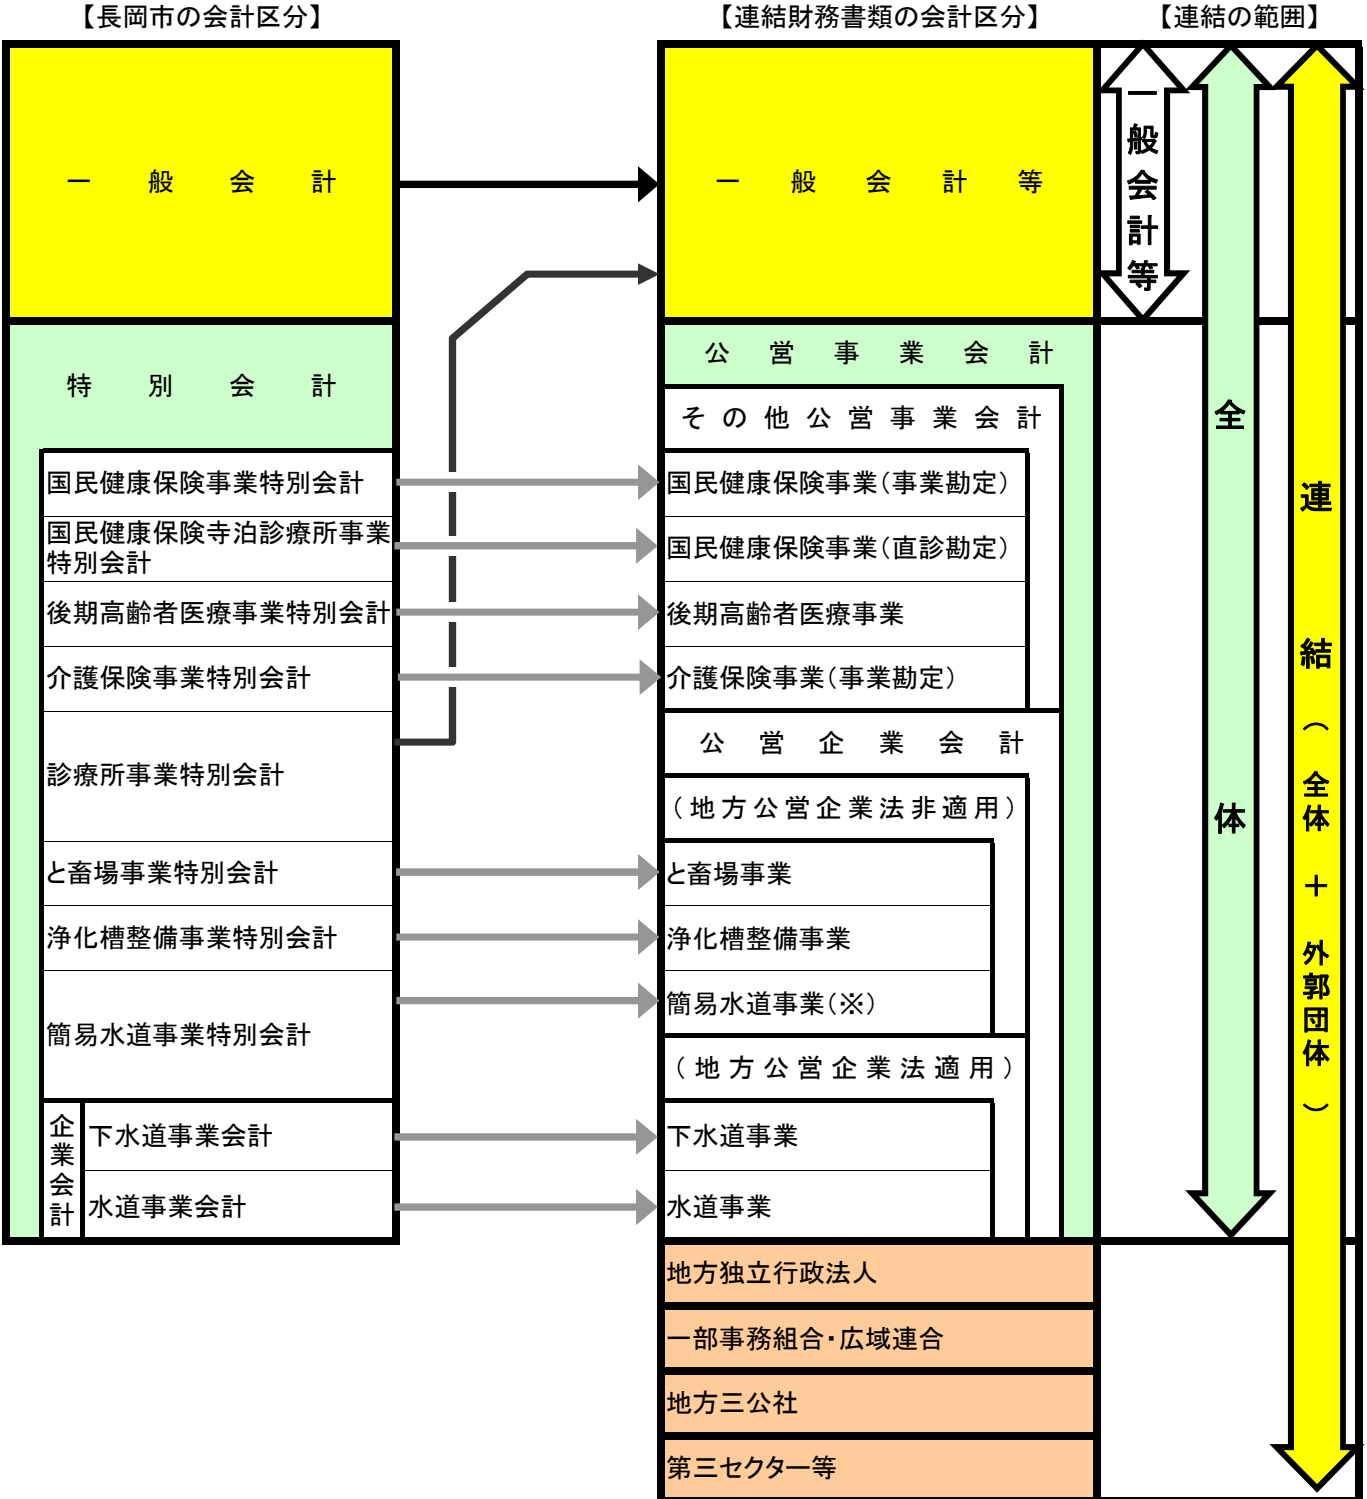 【長岡市の会計区分】
一般会計
特別会計
国民健康保険事業特別会計
国民健康保険寺泊診療所事業
特別会計
後期高齢者医療事業特別会計
介護保険事業特別会計
診療所事業特別会計
と畜場事業特別会計
浄化槽整備事業特別会計
簡易水道事業特別会計
企業会計
下水道事業会計
水道事業会計
【連結財務書類の会計区分】
一般会計等
公営事業会計
その他公営事業会計
国民健康保険事業(事業勘定)
国民健康保険事業(直診勘定)
後期高齢者医療事業
介護保険事業(事業勘定)
公営企業会計
(地方公営企業法非適用)
と畜場事業
浄化槽整備事業
簡易水道事業(※)
(地方公営企業法適用)
下水道事業
水道事業
地方独立行政法人
一部事務組合・広域連合
地方三公社
第三セクター等
【連結の範囲】
一般会計等
全体
連結(全体+外郭団体)